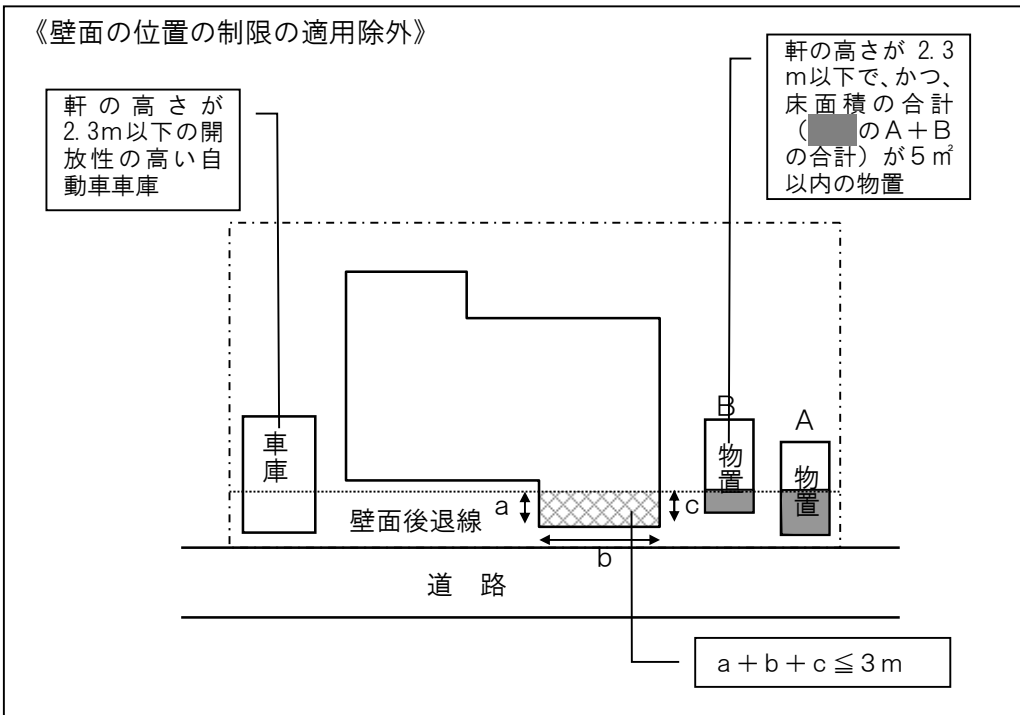 《壁面の位置の制限の適用除外》
軒の高さが
2.3m以下の開
放性の高い自
動車車庫
軒の高さが 2.3
m以下で、かつ、
床面積の合計
（ のA＋B
の合計）が5㎡
以内の物置
車庫
B
物置
A
物置
壁面後退線
a
b
c
道 路
a＋b＋c≦3m